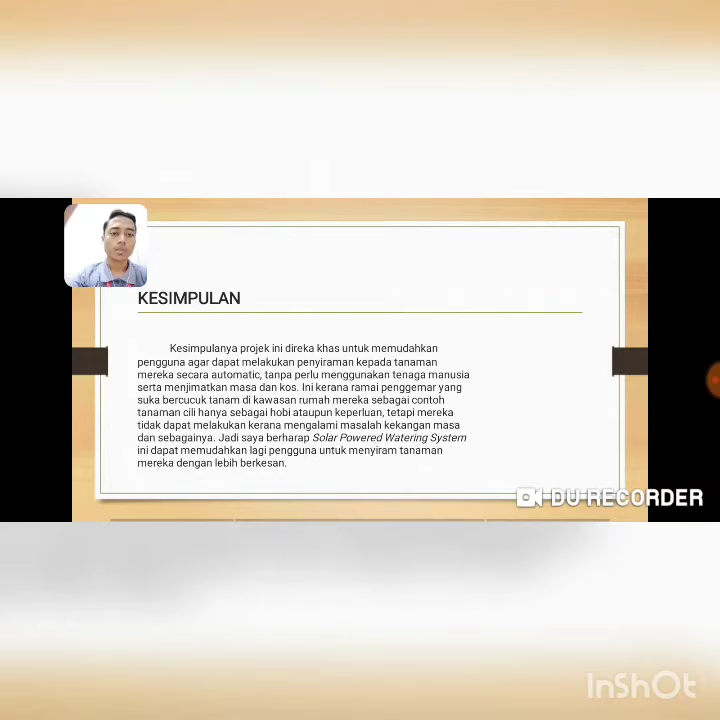 KESIMPULAN
Kesimpulanya projek ini direka khas untuk memudahkan
pengguna agar dapat melakukan penyiraman kepada tanaman
mereka secara automatic, tanpa perlu menggunakan tenaga manusia
serta menjimatkan masa dan kos. Ini kerana ramai penggemar yang
suka bercucuk tanam di kawasan rumah mereka sebagai contoh
tanaman cili hanya sebagai hobi ataupun keperluan, tetapi mereka
tidak dapat melakukan kerana mengalami masalah kekangan masa
dan sebagainya. Jadi saya berharap Solar Powered Watering System
ini dapat memudahkan lagi pengguna untuk menyiram tanaman
mereka dengan lebih berkesan.
DU RECORDER
InShOt